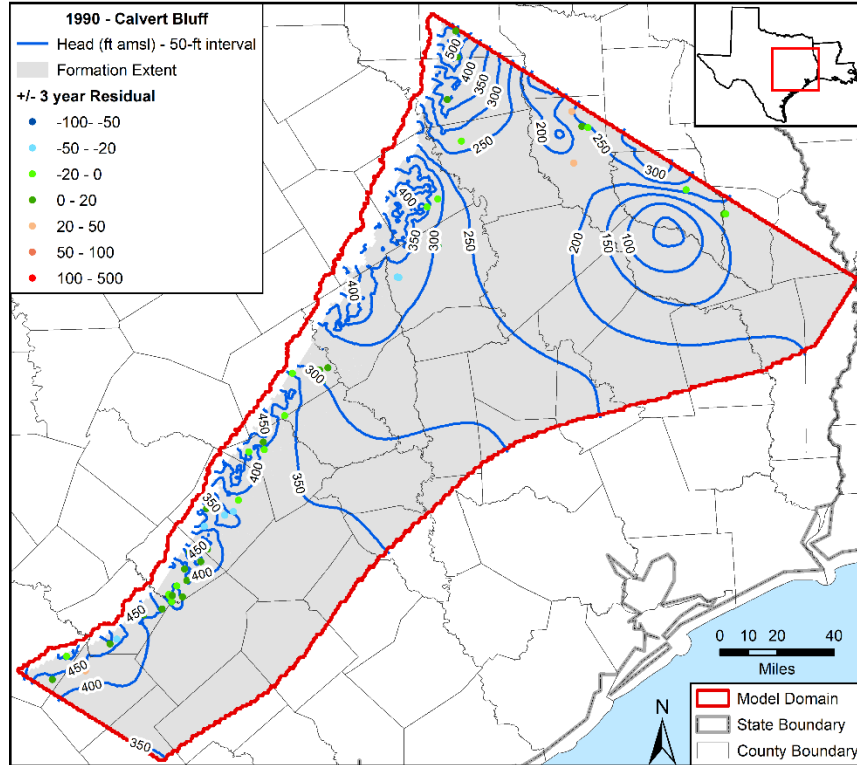 1990 - Calvert Bluff
Head (ft amsl) - 50-ft interval
Formation Extent
+/- 3 year Residual
-100- -50
-50 - -20
-20 - 0
0 - 20
20 - 50
50 - 100
100 - 500
500
400
350
300
250
200
250
300
400
350
300
250
200
150
100
400
300
450
400
350
350
450
400
450
450
400
350
0 10 20 40
Miles
N
Model Domain
State Boundary
County Boundary